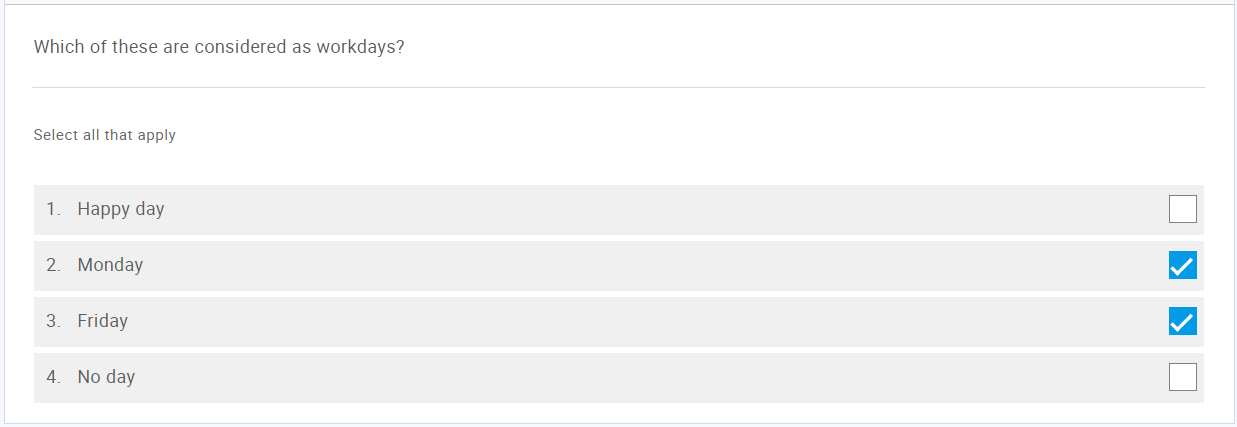 Which of these are considered as workdays?
Select all that apply
1. Happy day
2. Monday
3. Friday
4. No day